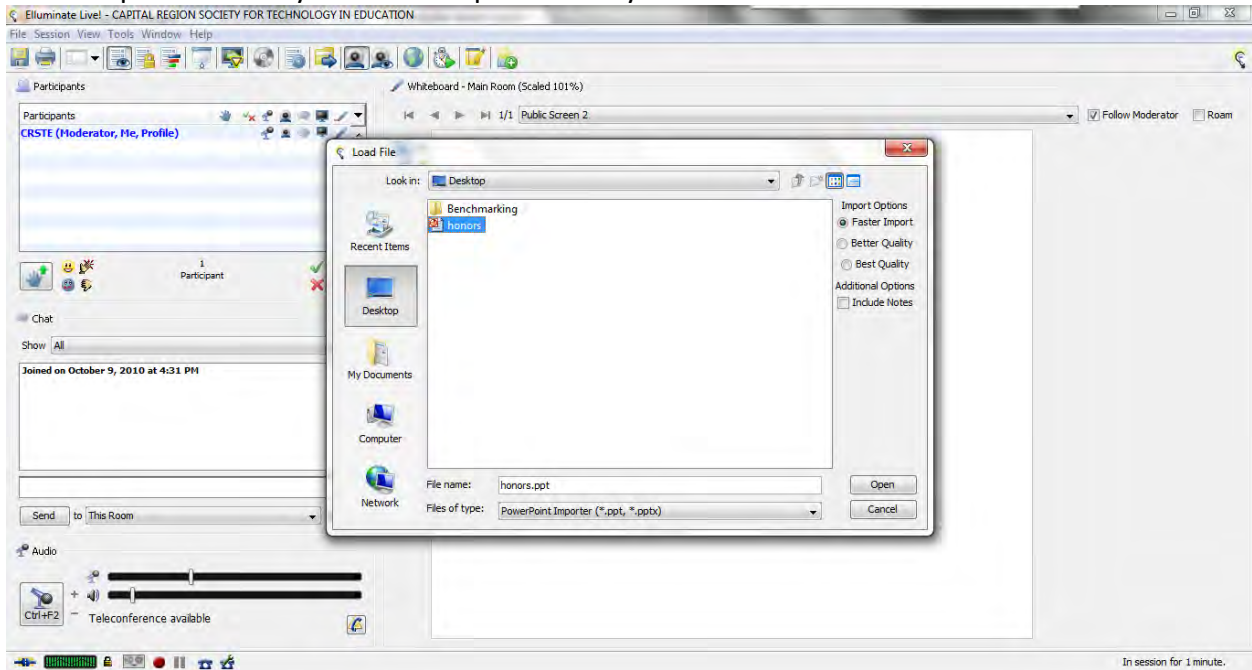 Elluminate Live! - CAPITAL REGION SOCIETY FOR TECHNOLOGY IN EDUCATION
File Session View Tools Window Help
Participants
Whiteboard - Main Room (Scaled 101%)
Participants
1/1 Public Screen 2
Follow Moderator
Roam
CRSTE (Moderator, Me, Profile)
1
Participant
Chat
Show All
Joined on October 9, 2010 at 4:31 PM
Send to This Room
Audio
Ctrl+F2
+
-
Teleconference available
Load File
Look in: Desktop
Recent Items
Desktop
My Documents
Computer
Network
Benchmarking
honors
Import Options
Faster Import
Better Quality
Best Quality
Additional Options
Include Notes
File name: honors.ppt
Open
Files of type: PowerPoint Importer (*.ppt, *.pptx)
Cancel
In session for 1 minute.